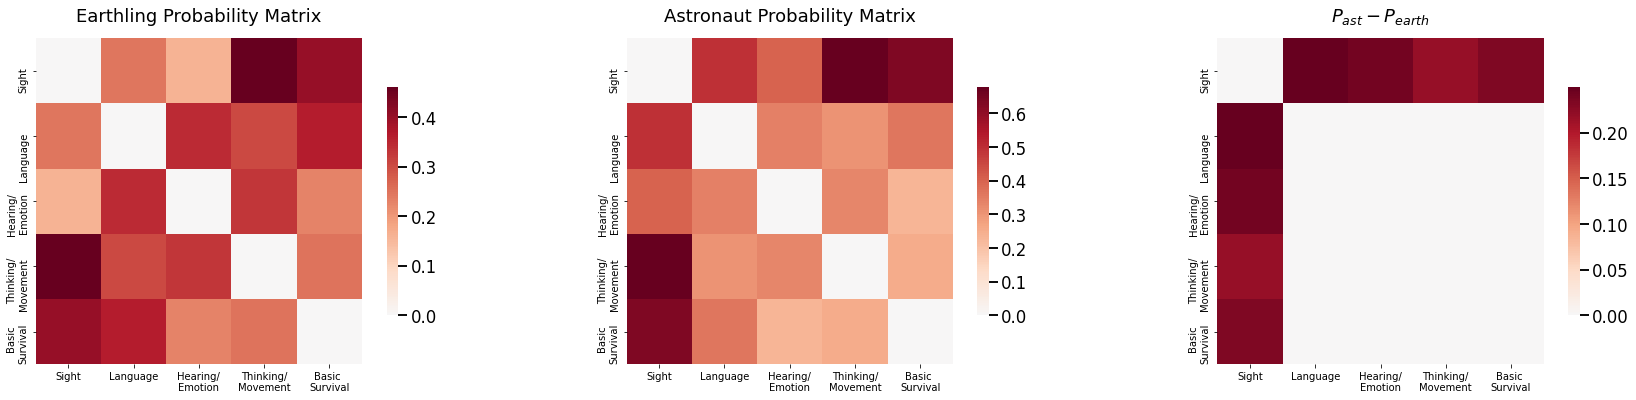 Earthling Probability Matrix
Sight
Language
Hearing/
Emotion
Thinking/
Movement
Basic
Survival
Sight
Language
Hearing/
Emotion
Thinking/
Movement
Basic
Survival
0.4
0.3
0.2
0.1
0.0
Astronaut Probability Matrix
Sight
Language
Hearing/
Emotion
Thinking/
Movement
Basic
Survival
Sight
Language
Hearing/
Emotion
Thinking/
Movement
Basic
Survival
0.6
0.5
0.4
0.3
0.2
0.1
0.0
P_ast − P_earth
Sight
Language
Hearing/
Emotion
Thinking/
Movement
Basic
Survival
Sight
Language
Hearing/
Emotion
Thinking/
Movement
Basic
Survival
0.20
0.15
0.10
0.05
0.00